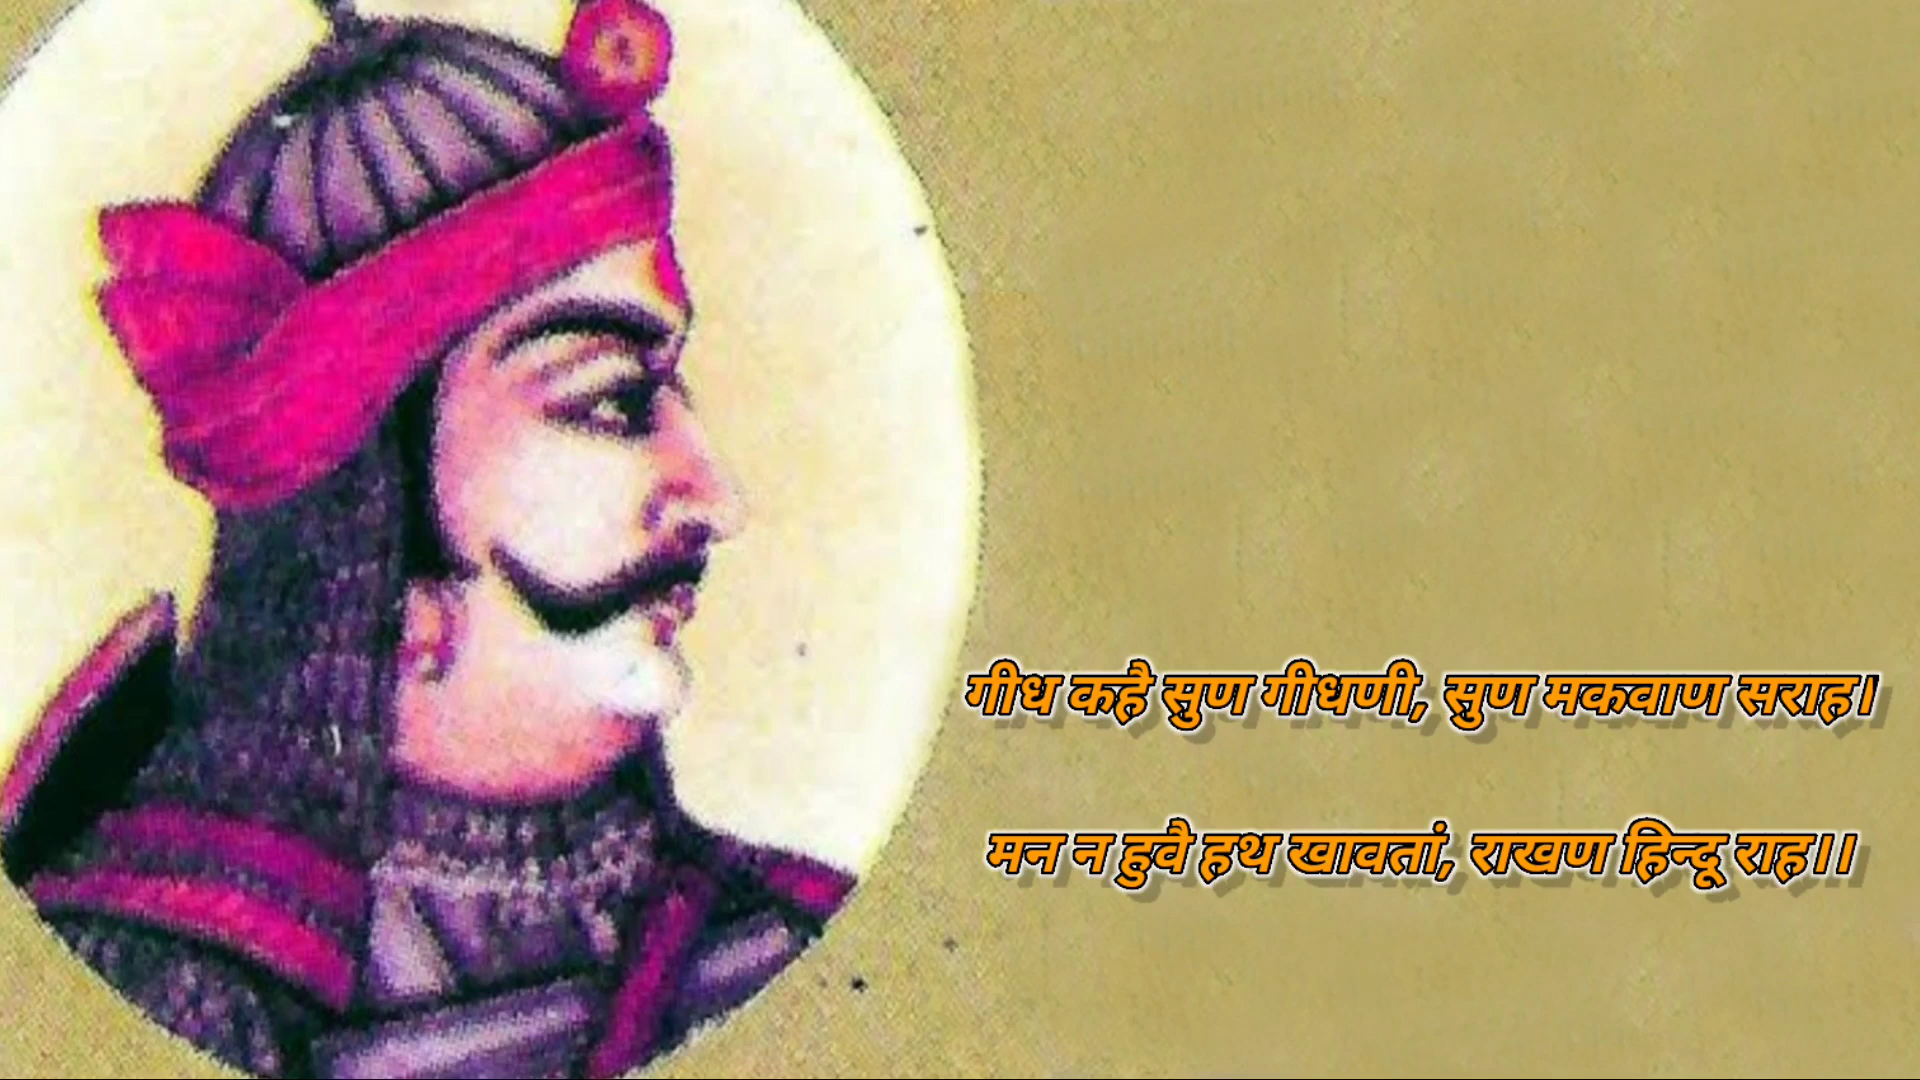 गीध कहै सुण गीधणी, सुण मकवाण सराह।
मन न हुवै हथ खावतां, राखण हिन्दू राह।।